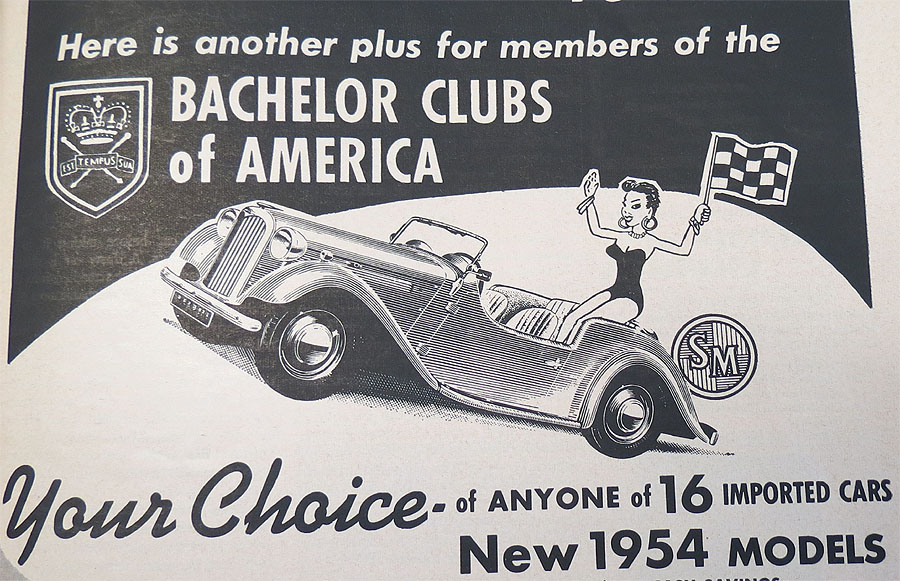 Here is another plus for members of the
BACHELOR CLUBS
of AMERICA
EST TEMPUS SUA
SM
Your Choice- of ANYONE of 16 IMPORTED CARS
New 1954 MODELS